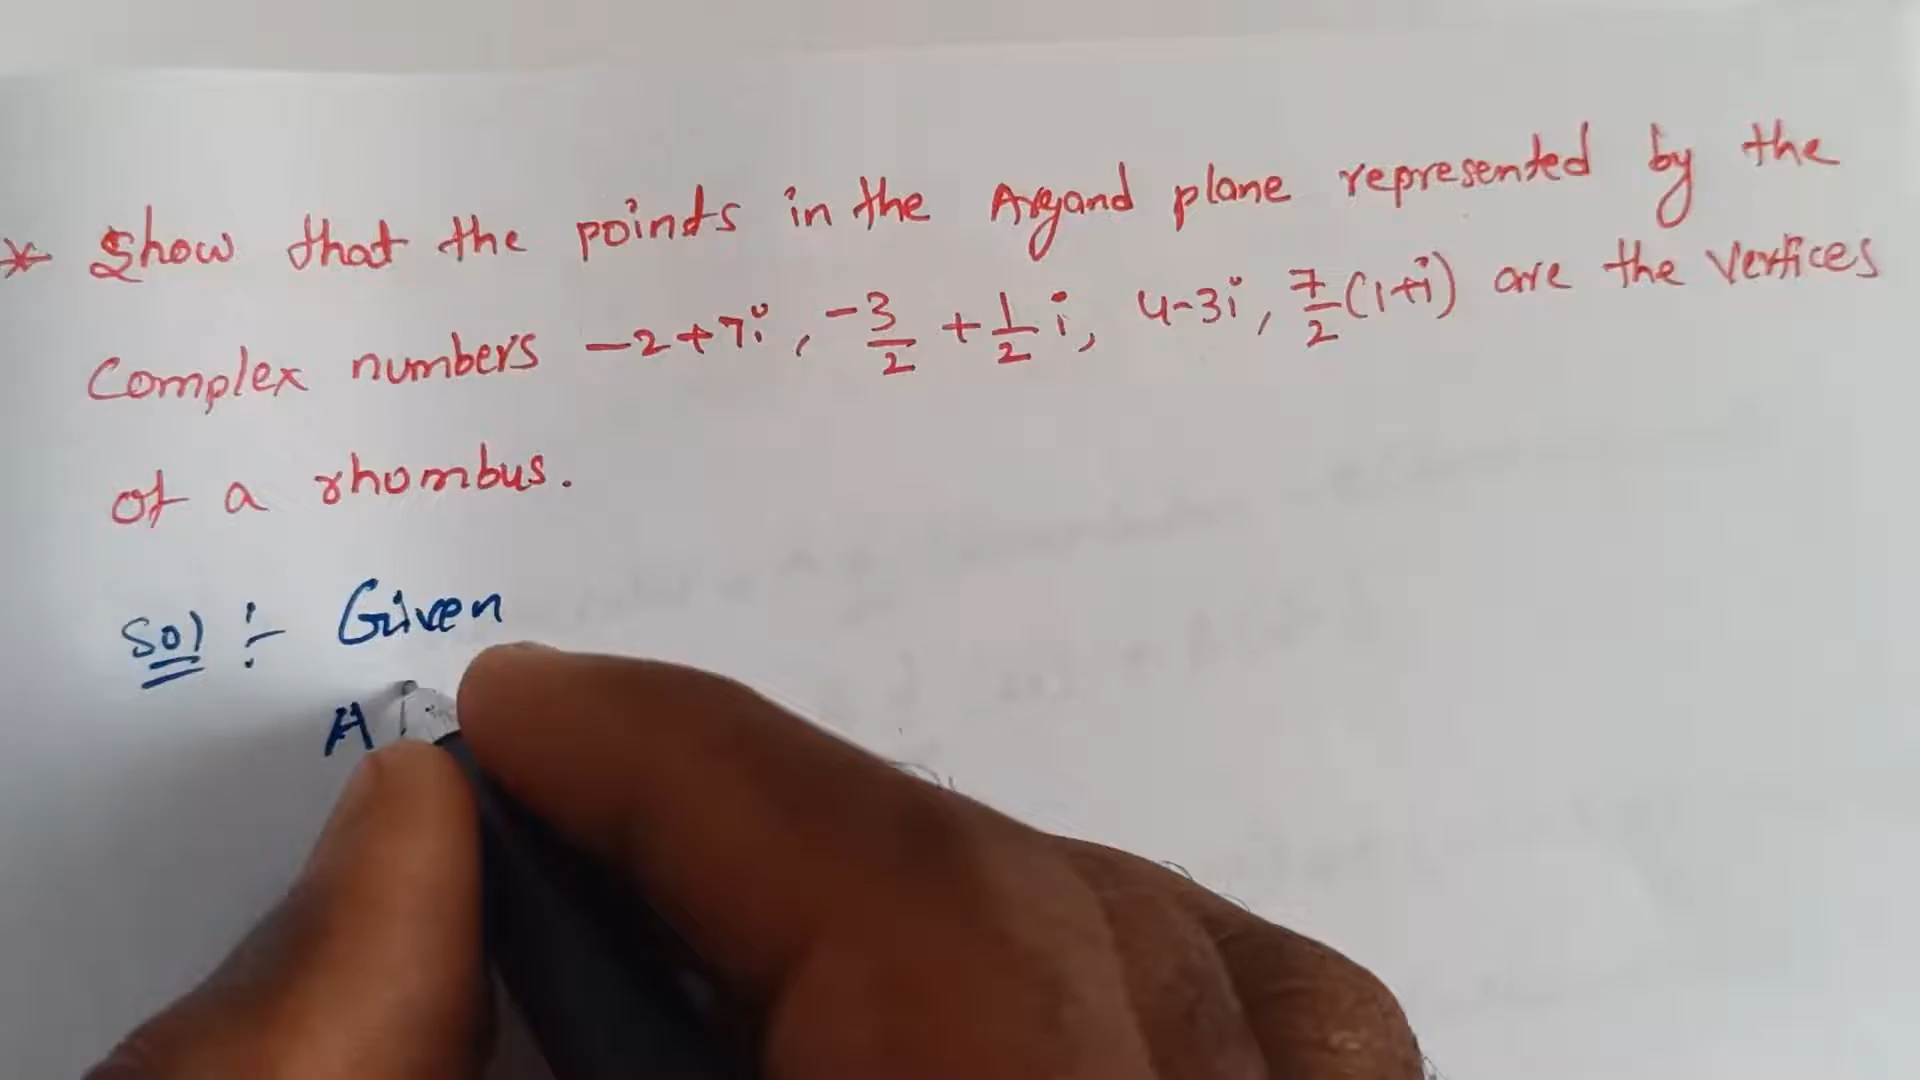 * Show that the points in the Argand plane represented by the
Complex numbers -2+7i, -3/2 + 1/2 i, 4-3i, 7/2(1+i) are the vertices
of a rhombus.
Sol :- Given
A (